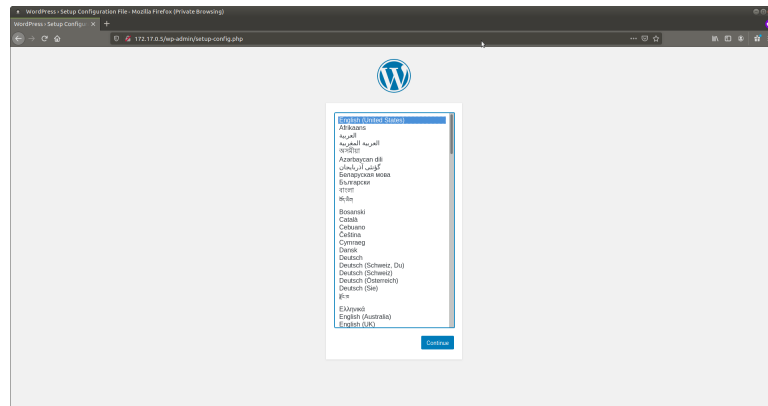 WordPress › Setup Configuration File - Mozilla Firefox (Private Browsing)
WordPress › Setup Configu
172.17.0.5/wp-admin/setup-config.php
English (United States)
Afrikaans
العربية
العربية المغربية
অসমীয়া
Azərbaycan dili
گؤنئی آذربایجان
Беларуская мова
Български
বাংলা
བོད་ཡིག
Bosanski
Català
Cebuano
Čeština
Cymraeg
Dansk
Deutsch
Deutsch (Schweiz, Du)
Deutsch (Schweiz)
Deutsch (Österreich)
Deutsch (Sie)
རྫོང་ཁ
Ελληνικά
English (Australia)
English (UK)
Continue